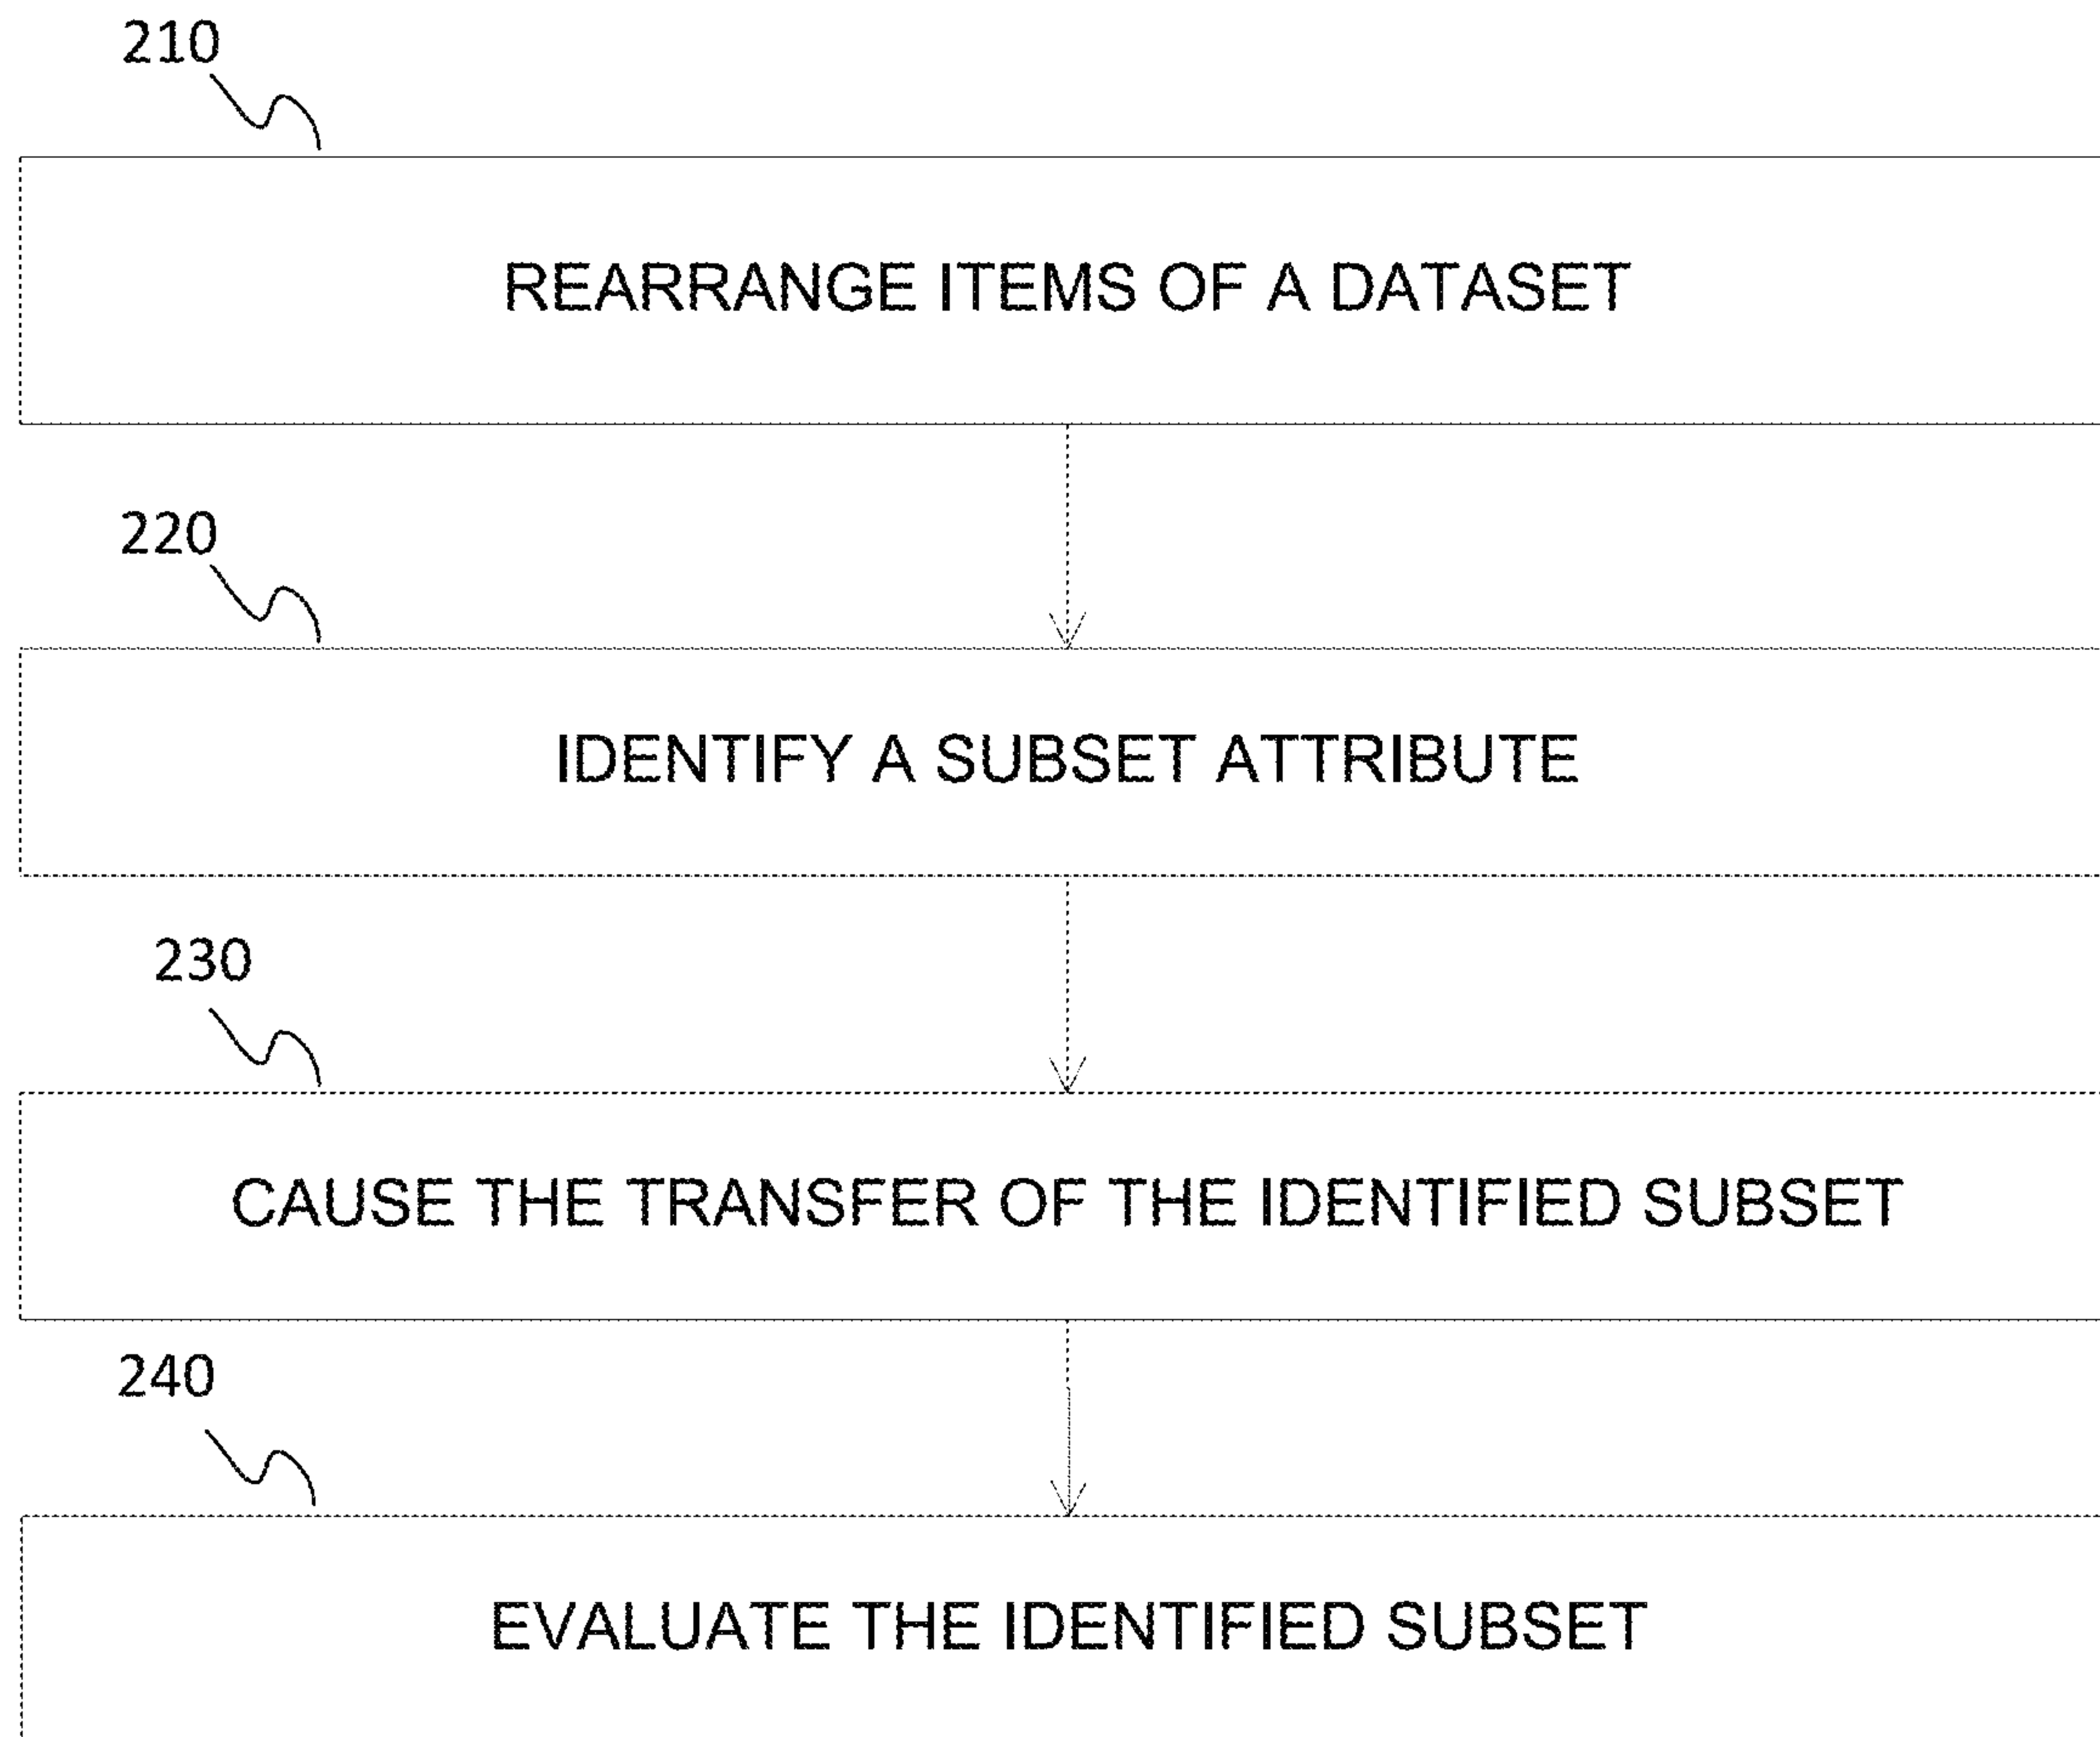 210
REARRANGE ITEMS OF A DATASET
220
IDENTIFY A SUBSET ATTRIBUTE
230
CAUSE THE TRANSFER OF THE IDENTIFIED SUBSET
240
EVALUATE THE IDENTIFIED SUBSET